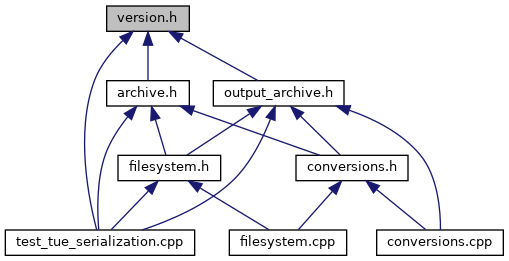 version.h
archive.h
output_archive.h
filesystem.h
conversions.h
test_tue_serialization.cpp
filesystem.cpp
conversions.cpp